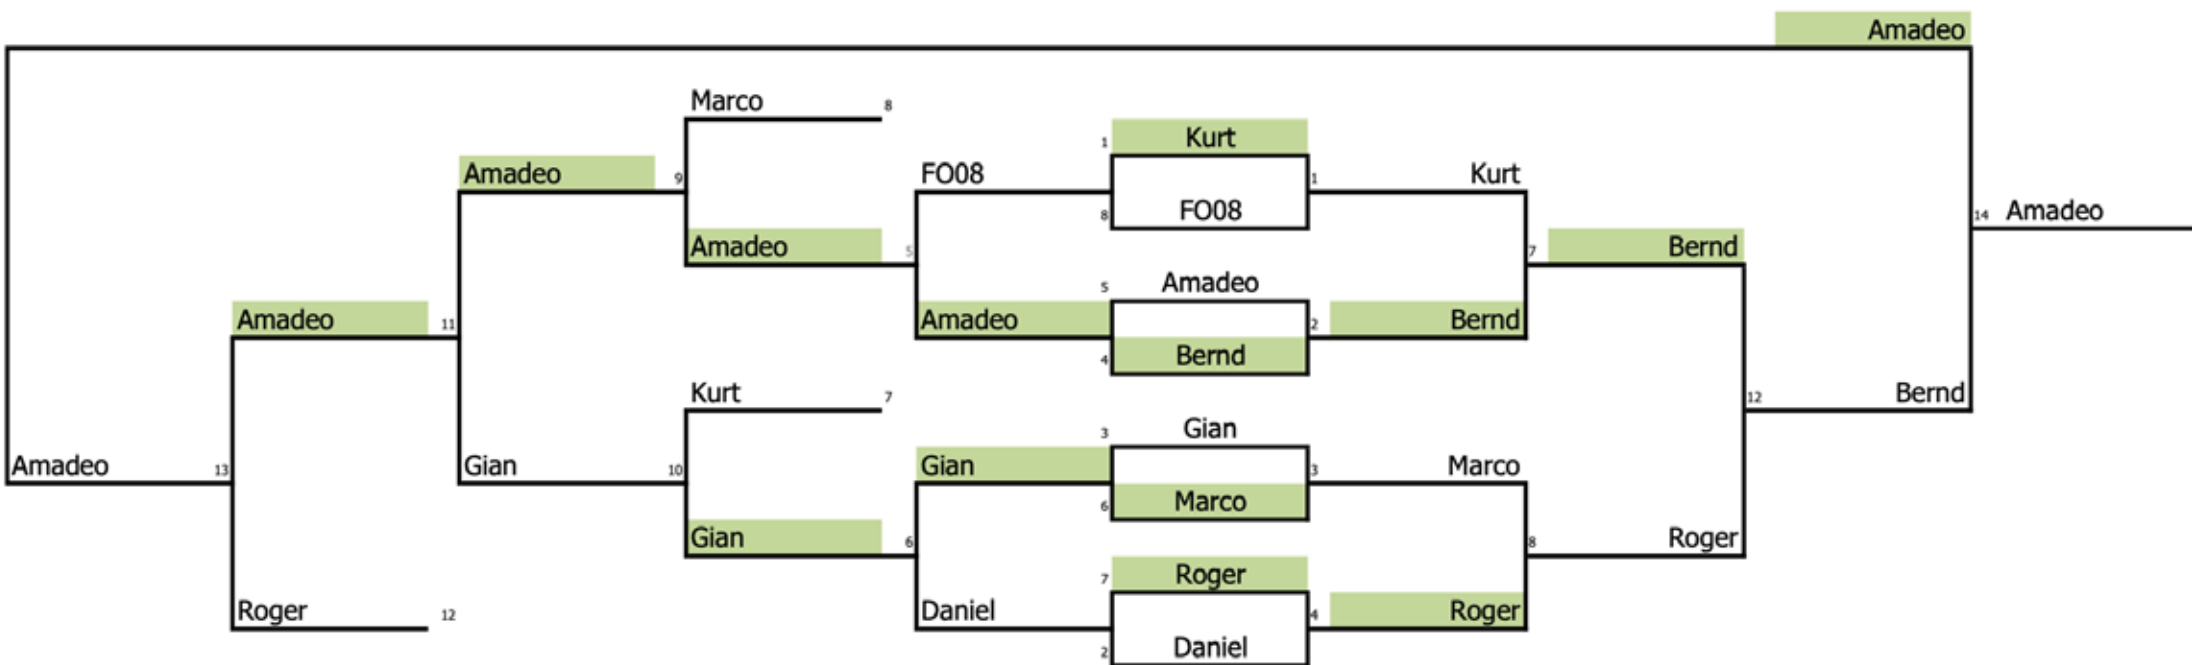 Amadeo
Marco 8
1 Kurt
Amadeo 9 FO08 1 Kurt
8 FO08 14 Amadeo
Amadeo 5 7 Bernd
5 Amadeo
Amadeo 11 Amadeo 2 Bernd
4 Bernd
Kurt 7 12 Bernd
3 Gian
Amadeo 13 Gian 10 Gian 3 Marco
6 Marco
Gian 6 8 Roger
7 Roger
Roger 12 Daniel 4 Roger
2 Daniel